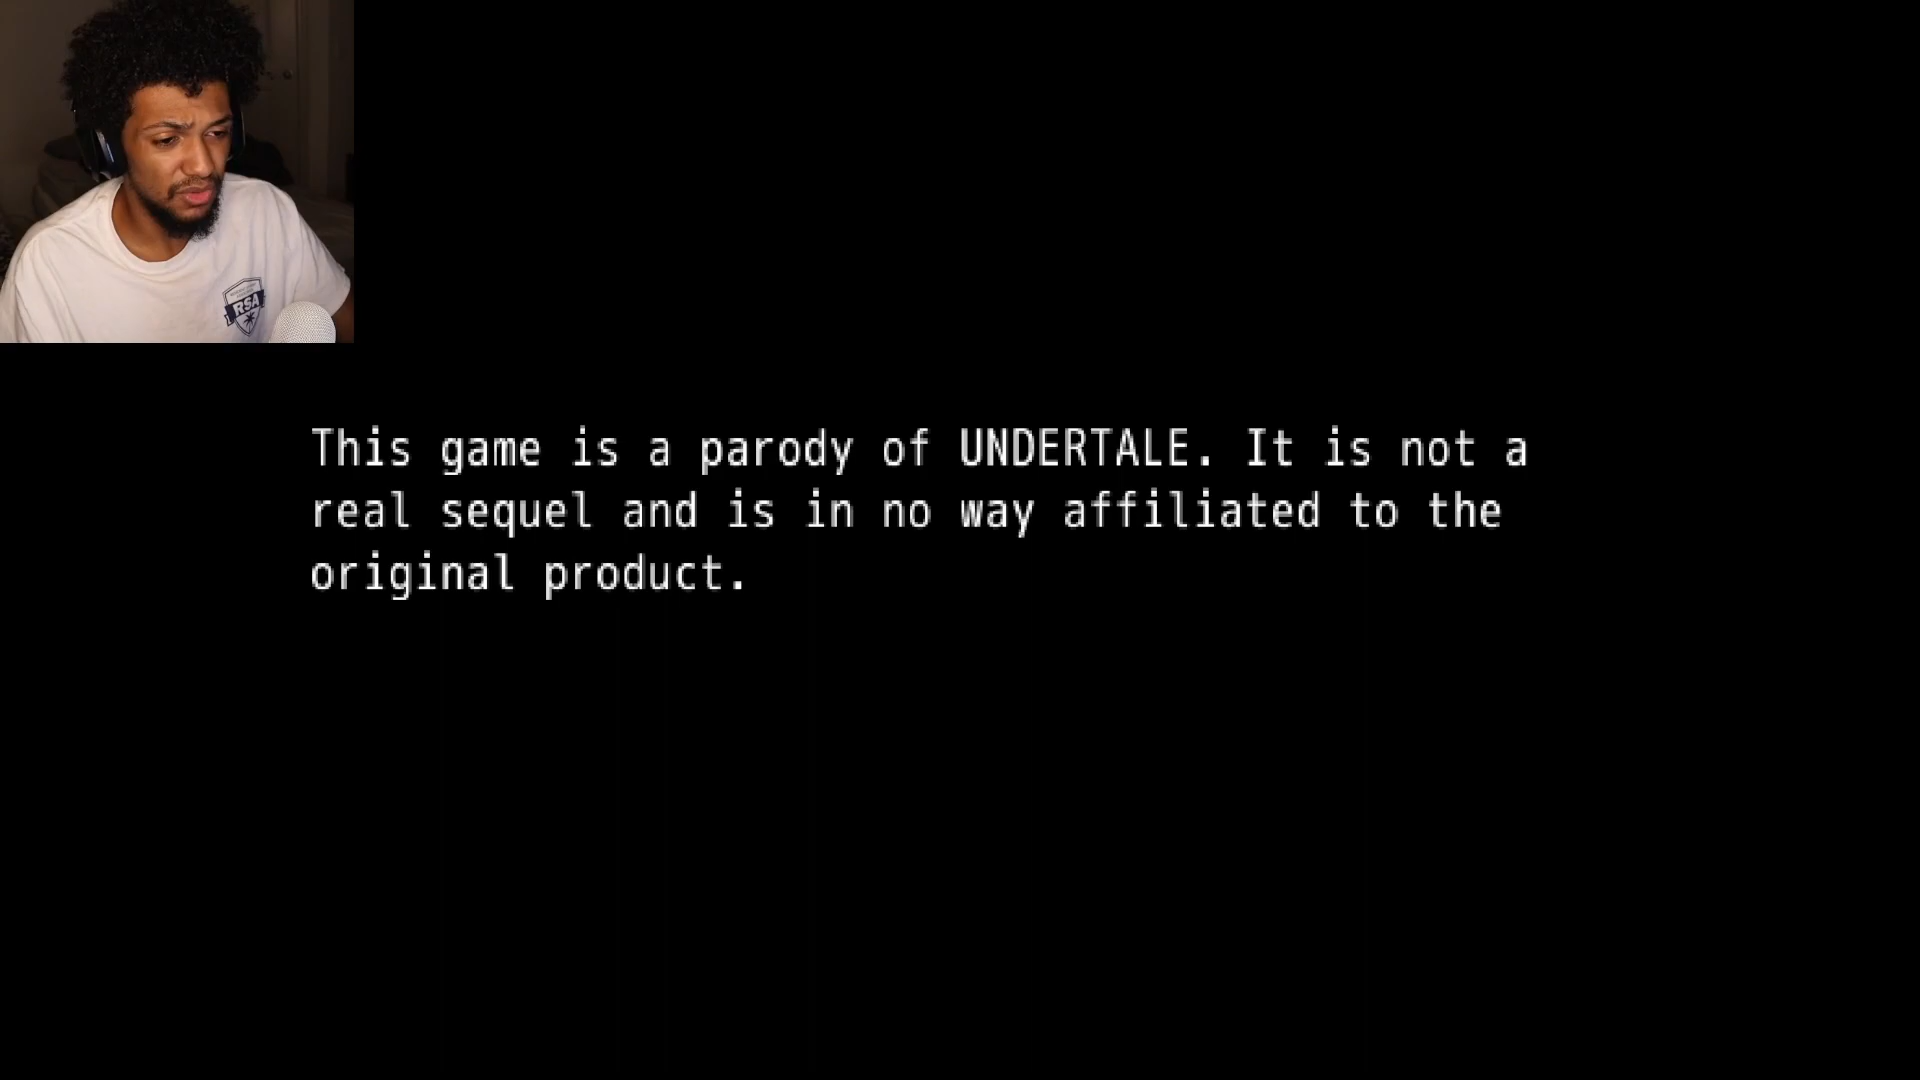 RSA
This game is a parody of UNDERTALE. It is not a
real sequel and is in no way affiliated to the
original product.